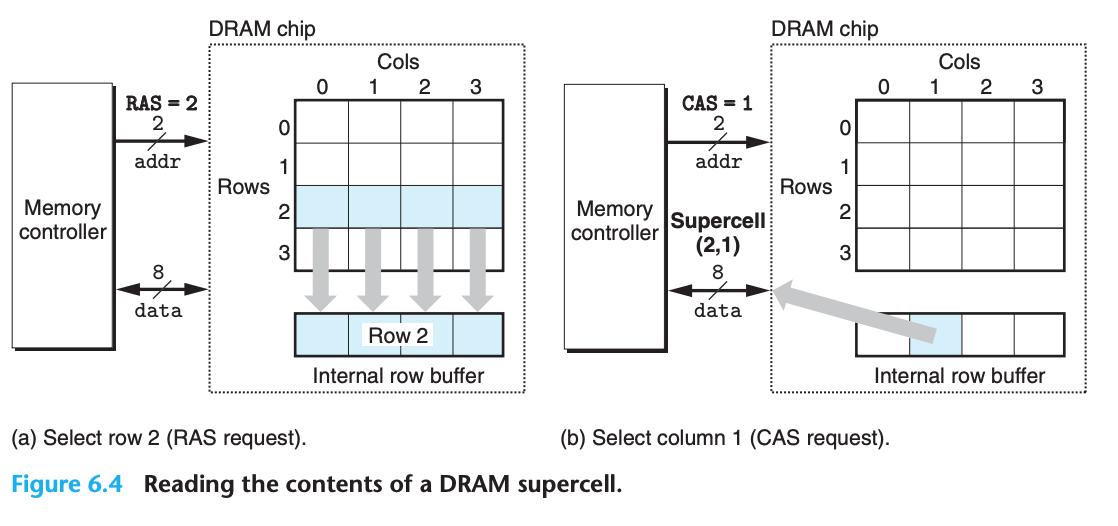 DRAM chip
Cols
0 1 2 3
RAS = 2
2
addr
Memory
controller
Rows
0
1
2
3
8
data
Row 2
Internal row buffer
(a) Select row 2 (RAS request).
DRAM chip
Cols
0 1 2 3
CAS = 1
2
addr
Memory
controller
Rows
0
1
2
3
Supercell
(2,1)
8
data
Internal row buffer
(b) Select column 1 (CAS request).
Figure 6.4 Reading the contents of a DRAM supercell.